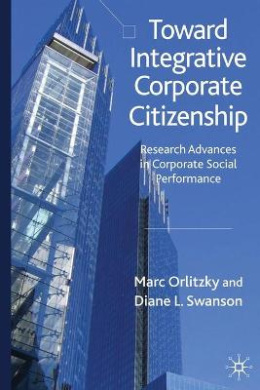 Toward
Integrative
Corporate
Citizenship
Research Advances
in Corporate Social
Performance
Marc Orlitzky and
Diane L. Swanson